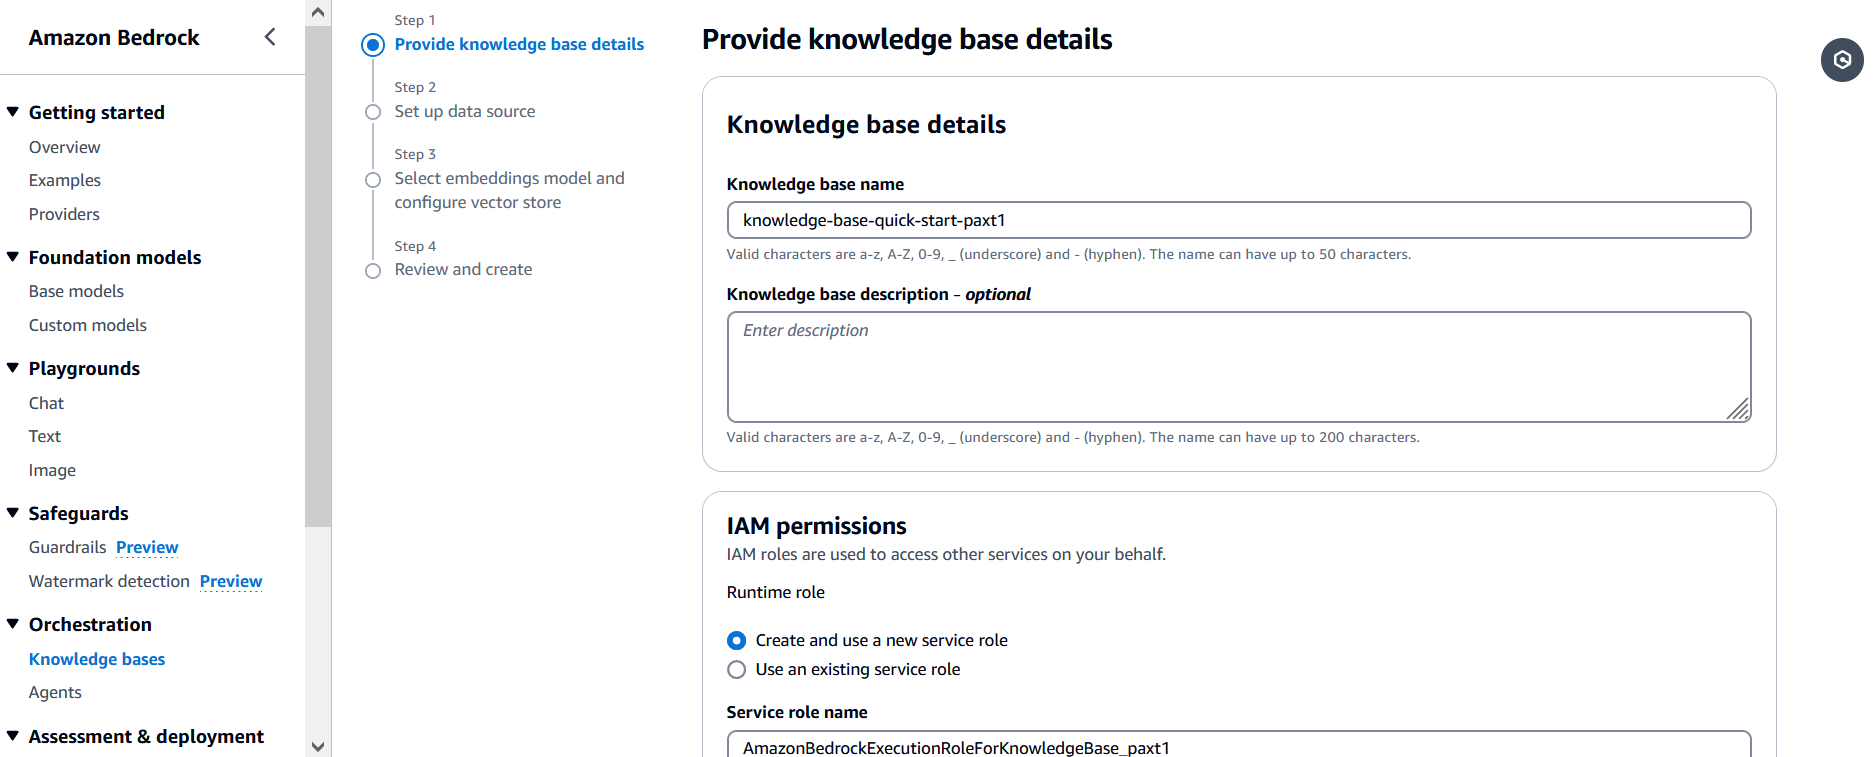 Amazon Bedrock
Getting started
Overview
Examples
Providers
Foundation models
Base models
Custom models
Playgrounds
Chat
Text
Image
Safeguards
Guardrails Preview
Watermark detection Preview
Orchestration
Knowledge bases
Agents
Assessment & deployment
Step 1
Provide knowledge base details
Step 2
Set up data source
Step 3
Select embeddings model and
configure vector store
Step 4
Review and create
Provide knowledge base details
Knowledge base details
Knowledge base name
knowledge-base-quick-start-paxt1
Valid characters are a-z, A-Z, 0-9, _ (underscore) and - (hyphen). The name can have up to 50 characters.
Knowledge base description - optional
Enter description
Valid characters are a-z, A-Z, 0-9, _ (underscore) and - (hyphen). The name can have up to 200 characters.
IAM permissions
IAM roles are used to access other services on your behalf.
Runtime role
Create and use a new service role
Use an existing service role
Service role name
AmazonBedrockExecutionRoleForKnowledgeBase_paxt1